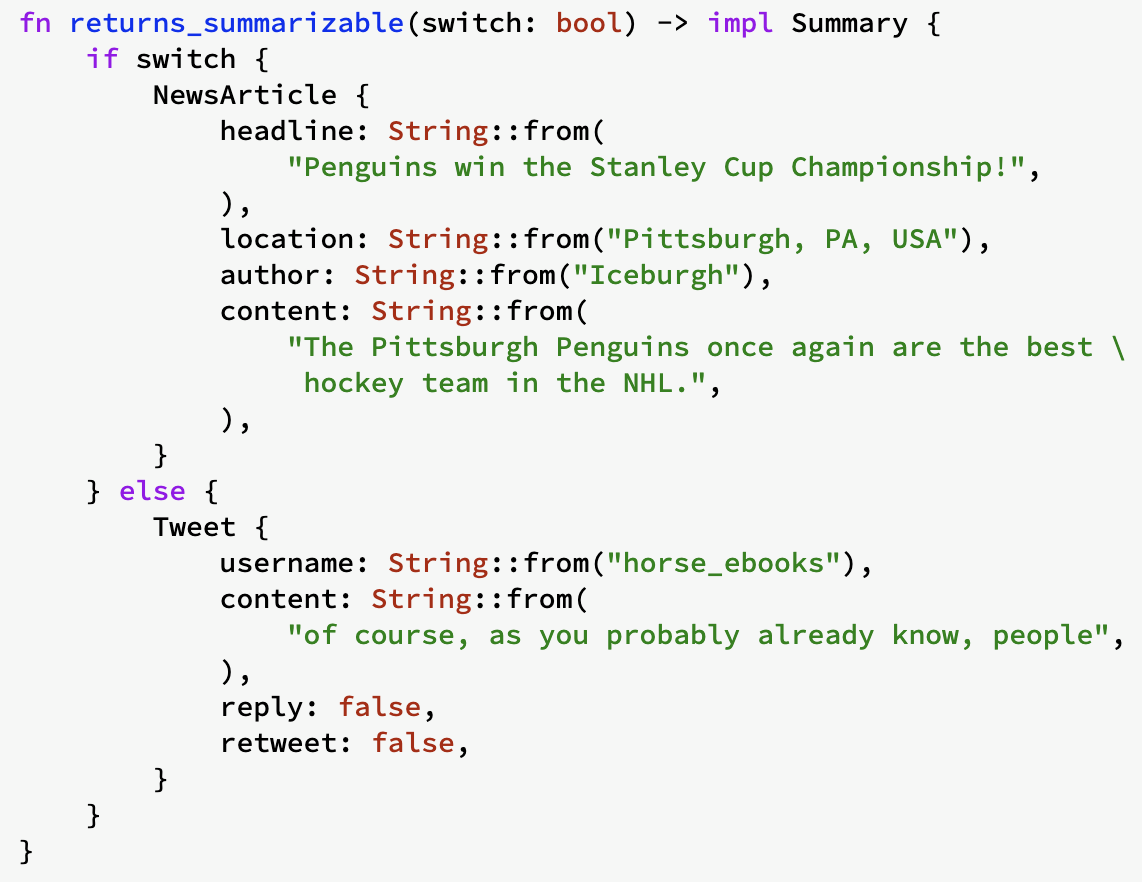 fn returns_summarizable(switch: bool) -> impl Summary {
    if switch {
        NewsArticle {
            headline: String::from(
                "Penguins win the Stanley Cup Championship!",
            ),
            location: String::from("Pittsburgh, PA, USA"),
            author: String::from("Iceburgh"),
            content: String::from(
                "The Pittsburgh Penguins once again are the best \
                 hockey team in the NHL.",
            ),
        }
    } else {
        Tweet {
            username: String::from("horse_ebooks"),
            content: String::from(
                "of course, as you probably already know, people",
            ),
            reply: false,
            retweet: false,
        }
    }
}